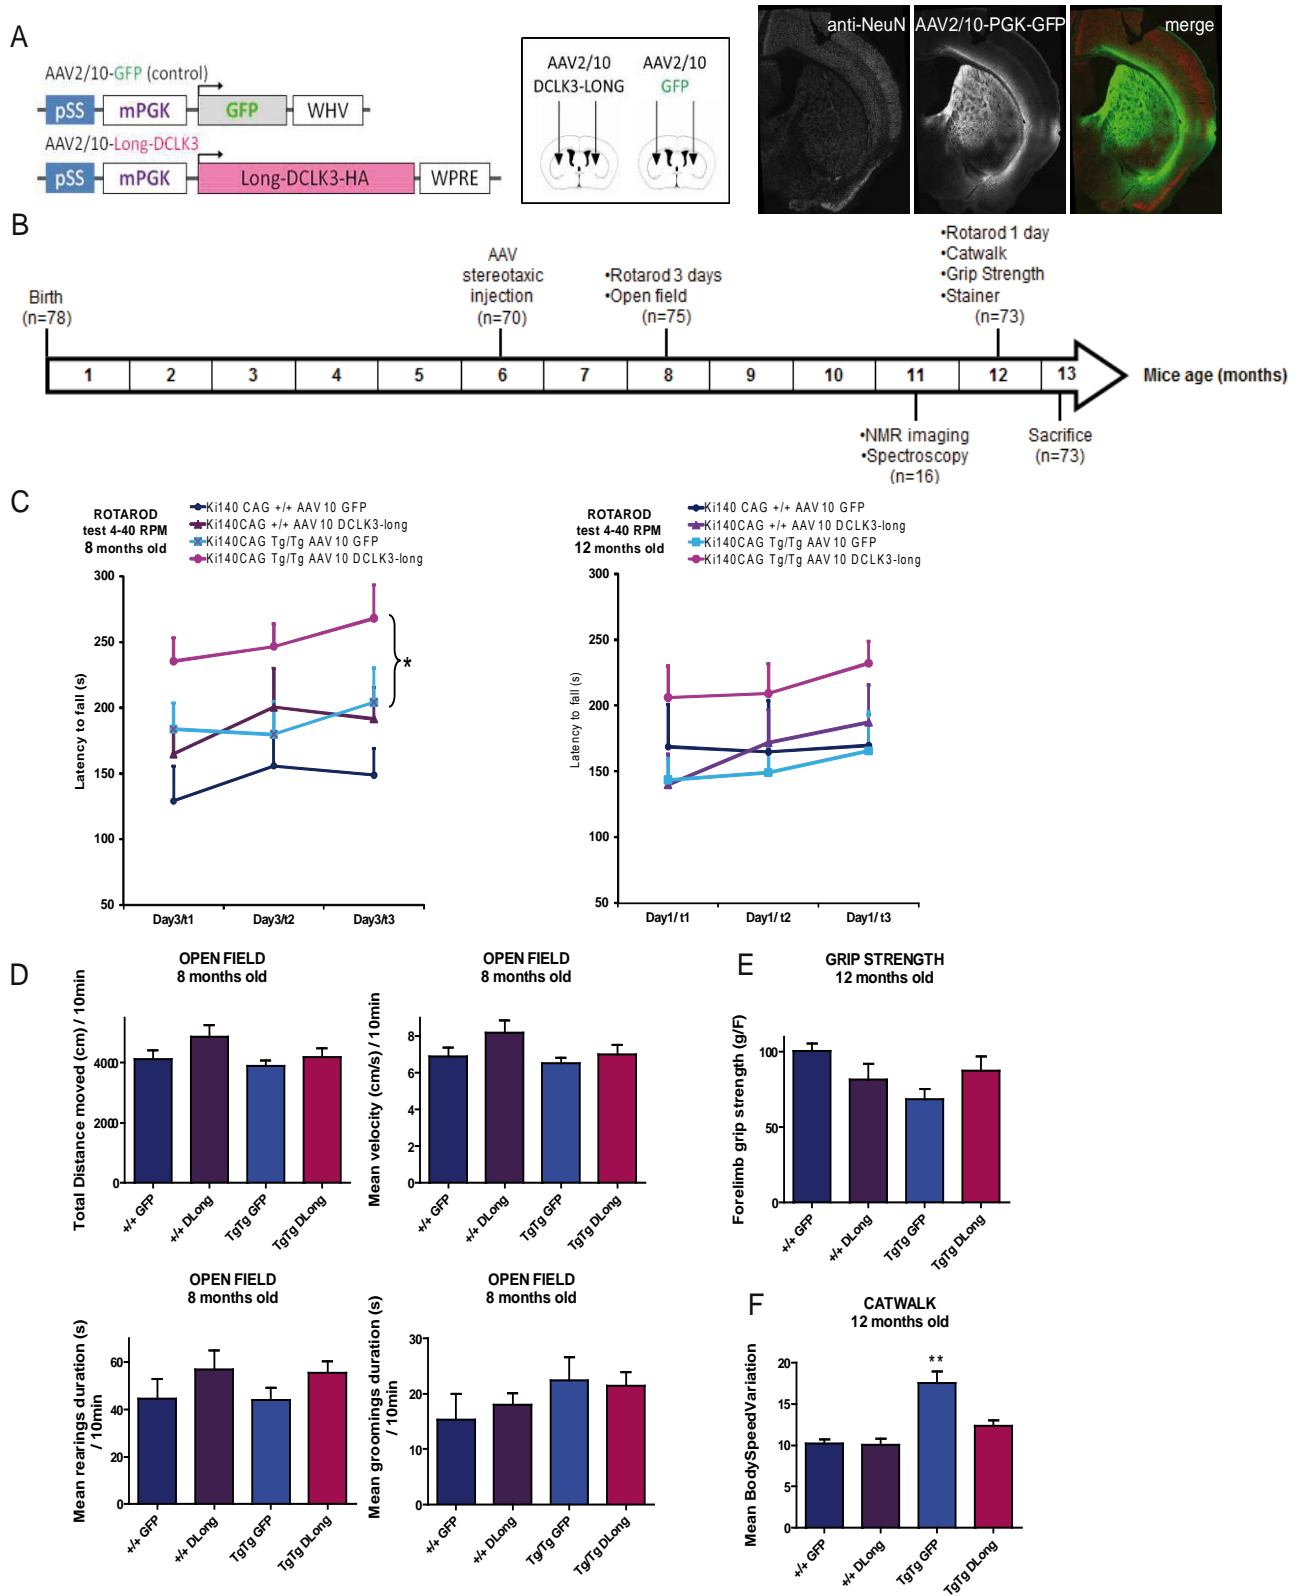 A
AAV2/10-GFP (control)
pSS mPGK GFP WHV
AAV2/10-Long-DCLK3
pSS mPGK Long-DCLK3-HA WPRE
AAV2/10 AAV2/10
DCLK3-LONG GFP
anti-NeuN AAV2/10-PGK-GFP merge
B
Birth
(n=78)
AAV
stereotaxic
injection
(n=70)
•Rotarod 3 days
•Open field
(n=75)
•Rotarod 1 day
•Catwalk
•Grip Strength
•Stainer
(n=73)
1 2 3 4 5 6 7 8 9 10 11 12 13 Mice age (months)
•NMR imaging
•Spectroscopy
(n=16)
Sacrifice
(n=73)
C
ROTAROD
test 4-40 RPM
8 months old
Ki140 CAG +/+ AAV10 GFP
Ki140CAG +/+ AAV10 DCLK3-long
Ki140CAG Tg/Tg AAV10 GFP
Ki140CAG Tg/Tg AAV10 DCLK3-long
Latency to fall (s)
300
250
200
150
100
50
*
Day3/t1 Day3/t2 Day3/t3
ROTAROD
test 4-40 RPM
12 months old
Ki140 CAG +/+ AAV10 GFP
Ki140CAG +/+ AAV10 DCLK3-long
Ki140CAG Tg/Tg AAV10 GFP
Ki140CAG Tg/Tg AAV10 DCLK3-long
Latency to fall (s)
300
250
200
150
100
50
Day1/ t1 Day1/ t2 Day1/ t3
D
OPEN FIELD
8 months old
Total Distance moved (cm) / 10min
4000
2000
0
+/+ GFP +/+ DLong TgTg GFP TgTg DLong
OPEN FIELD
8 months old
Mean velocity (cm/s) / 10min
8
6
4
2
0
+/+ GFP +/+ DLong TgTg GFP TgTg DLong
E
GRIP STRENGTH
12 months old
Forelimb grip strength (g/F)
100
50
0
+/+ GFP +/+ DLong TgTg GFP TgTg DLong
OPEN FIELD
8 months old
Mean rearings duration (s)
/ 10min
60
40
20
0
+/+ GFP +/+ DLong TgTg GFP TgTg DLong
OPEN FIELD
8 months old
Mean groomings duration (s)
/ 10min
30
20
10
0
+/+ GFP +/+ DLong Tg/Tg GFP Tg/Tg DLong
F
CATWALK
12 months old
Mean BodySpeedVariation
20
15
10
5
0
**
+/+ GFP +/+ DLong TgTg GFP TgTg DLong